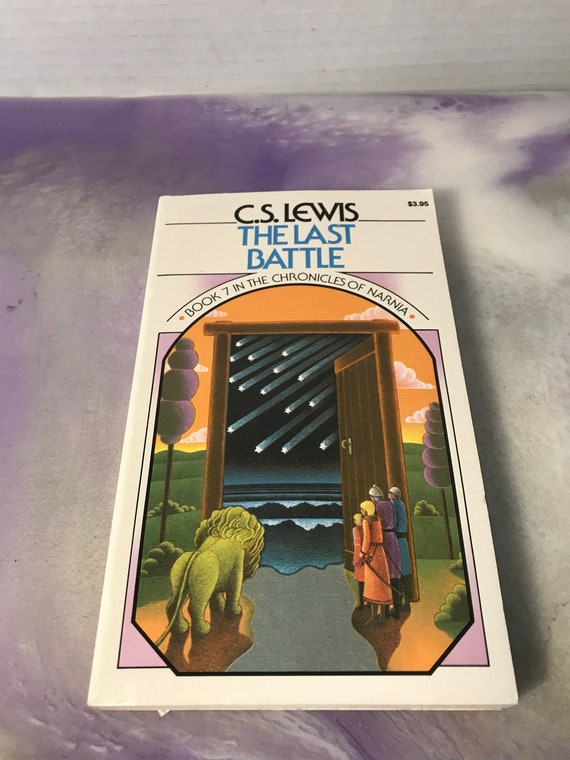 C.S. LEWIS
$3.95
THE LAST
BATTLE
• BOOK 7 IN THE CHRONICLES OF NARNIA •